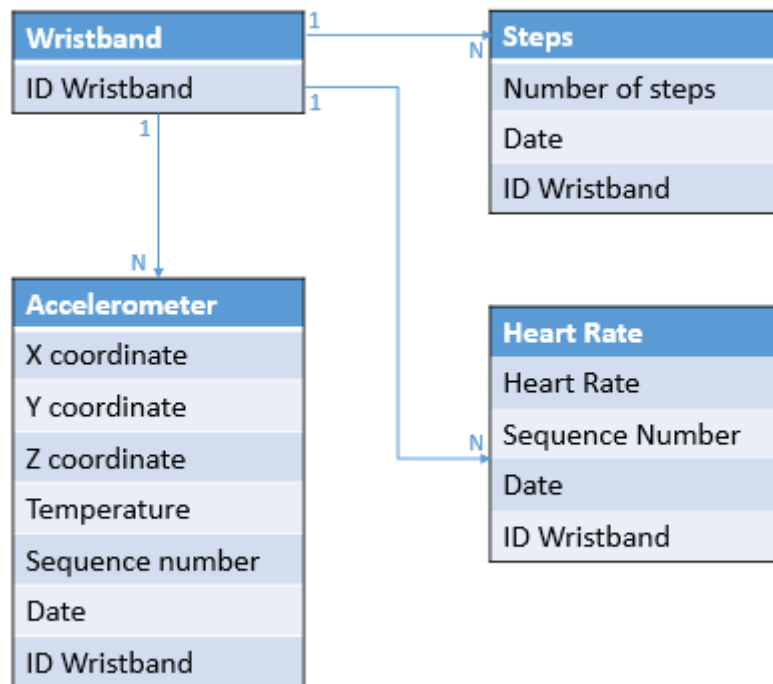 Wristband
ID Wristband
1
N
Steps
Number of steps
Date
ID Wristband
1
1
N
Accelerometer
X coordinate
Y coordinate
Z coordinate
Temperature
Sequence number
Date
ID Wristband
N
Heart Rate
Heart Rate
Sequence Number
Date
ID Wristband